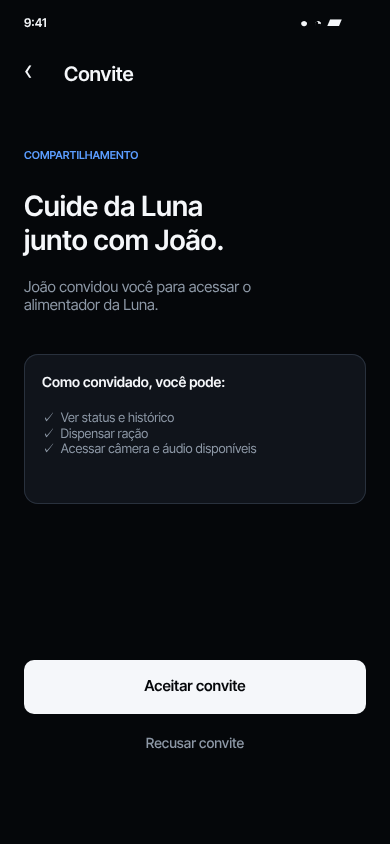 9:41
Convite
COMPARTILHAMENTO
Cuide da Luna
junto com João.
João convidou você para acessar o
alimentador da Luna.
Como convidado, você pode:
✓ Ver status e histórico
✓ Dispensar ração
✓ Acessar câmera e áudio disponíveis
Aceitar convite
Recusar convite